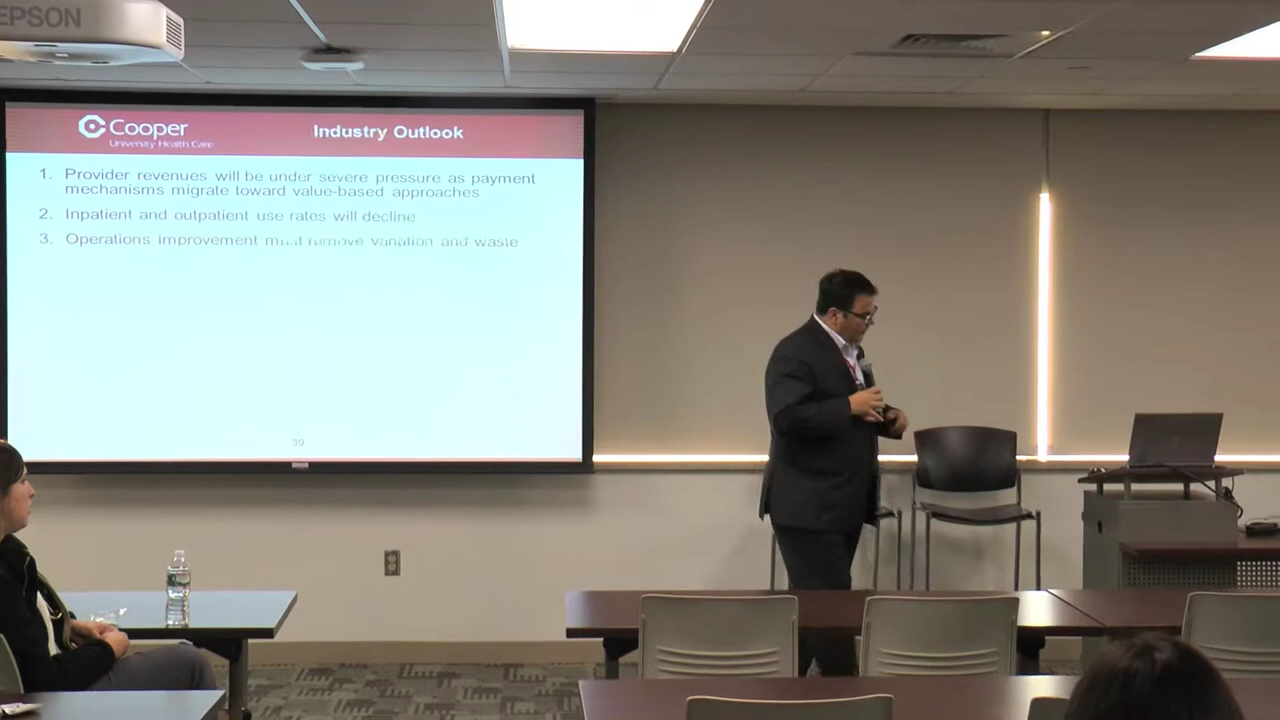 EPSON
Cooper
University Health Care
Industry Outlook
1. Provider revenues will be under severe pressure as payment
mechanisms migrate toward value-based approaches
2. Inpatient and outpatient use rates will decline
3. Operations improvement must remove variation and waste
39